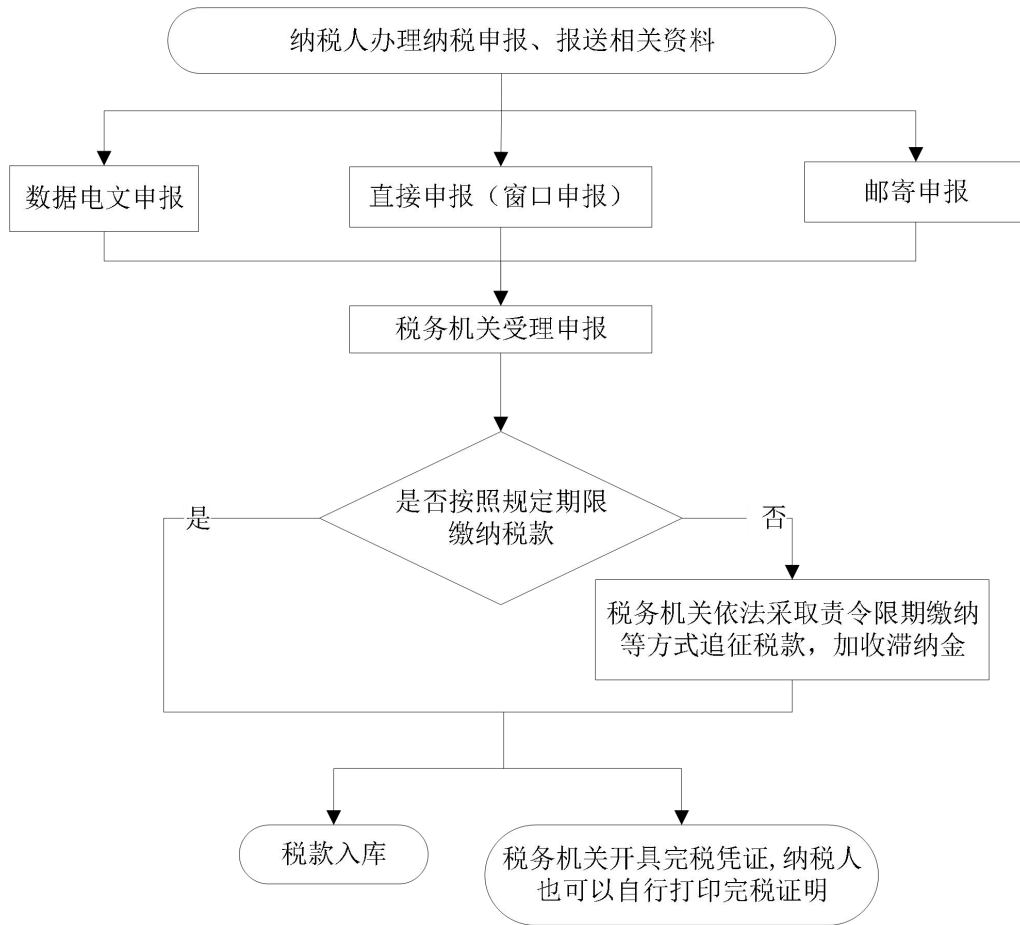 纳税人办理纳税申报、报送相关资料
数据电文申报
直接申报（窗口申报）
邮寄申报
税务机关受理申报
是否按照规定期限
缴纳税款
是
否
税务机关依法采取责令限期缴纳
等方式追征税款，加收滞纳金
税款入库
税务机关开具完税凭证,纳税人
也可以自行打印完税证明